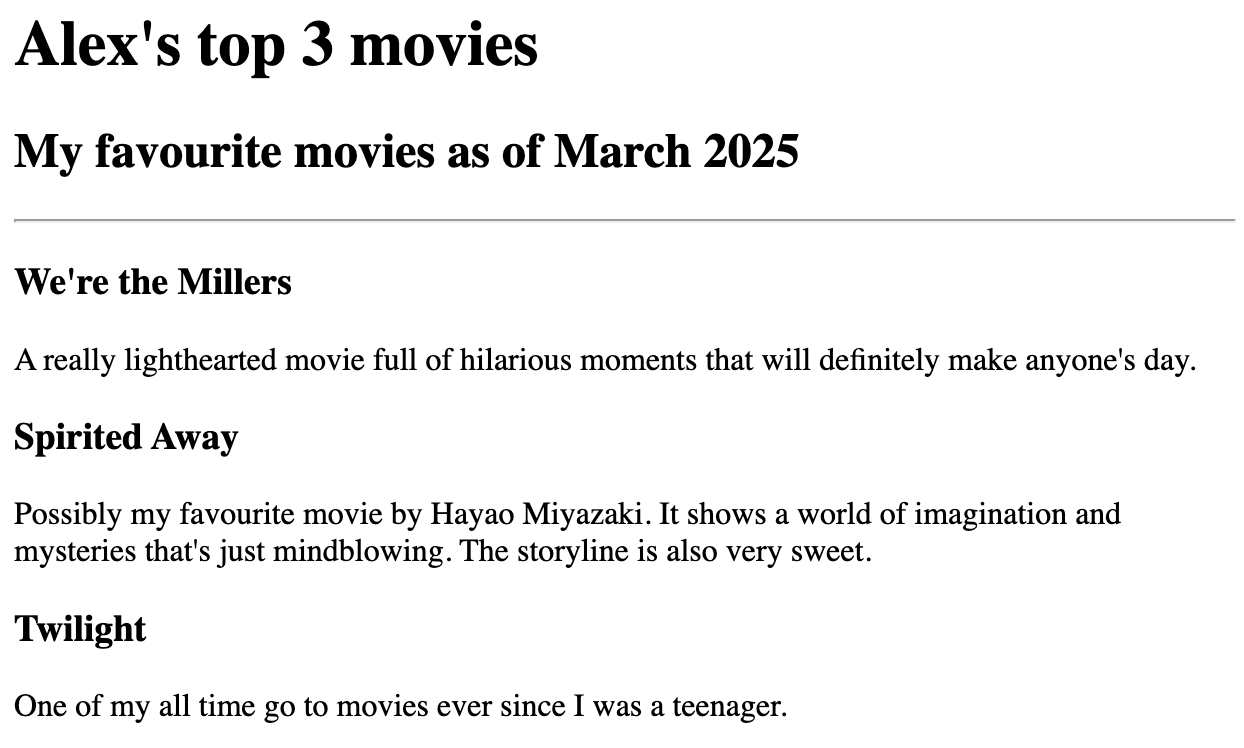 Alex's top 3 movies
My favourite movies as of March 2025
We're the Millers
A really lighthearted movie full of hilarious moments that will definitely make anyone's day.
Spirited Away
Possibly my favourite movie by Hayao Miyazaki. It shows a world of imagination and
mysteries that's just mindblowing. The storyline is also very sweet.
Twilight
One of my all time go to movies ever since I was a teenager.